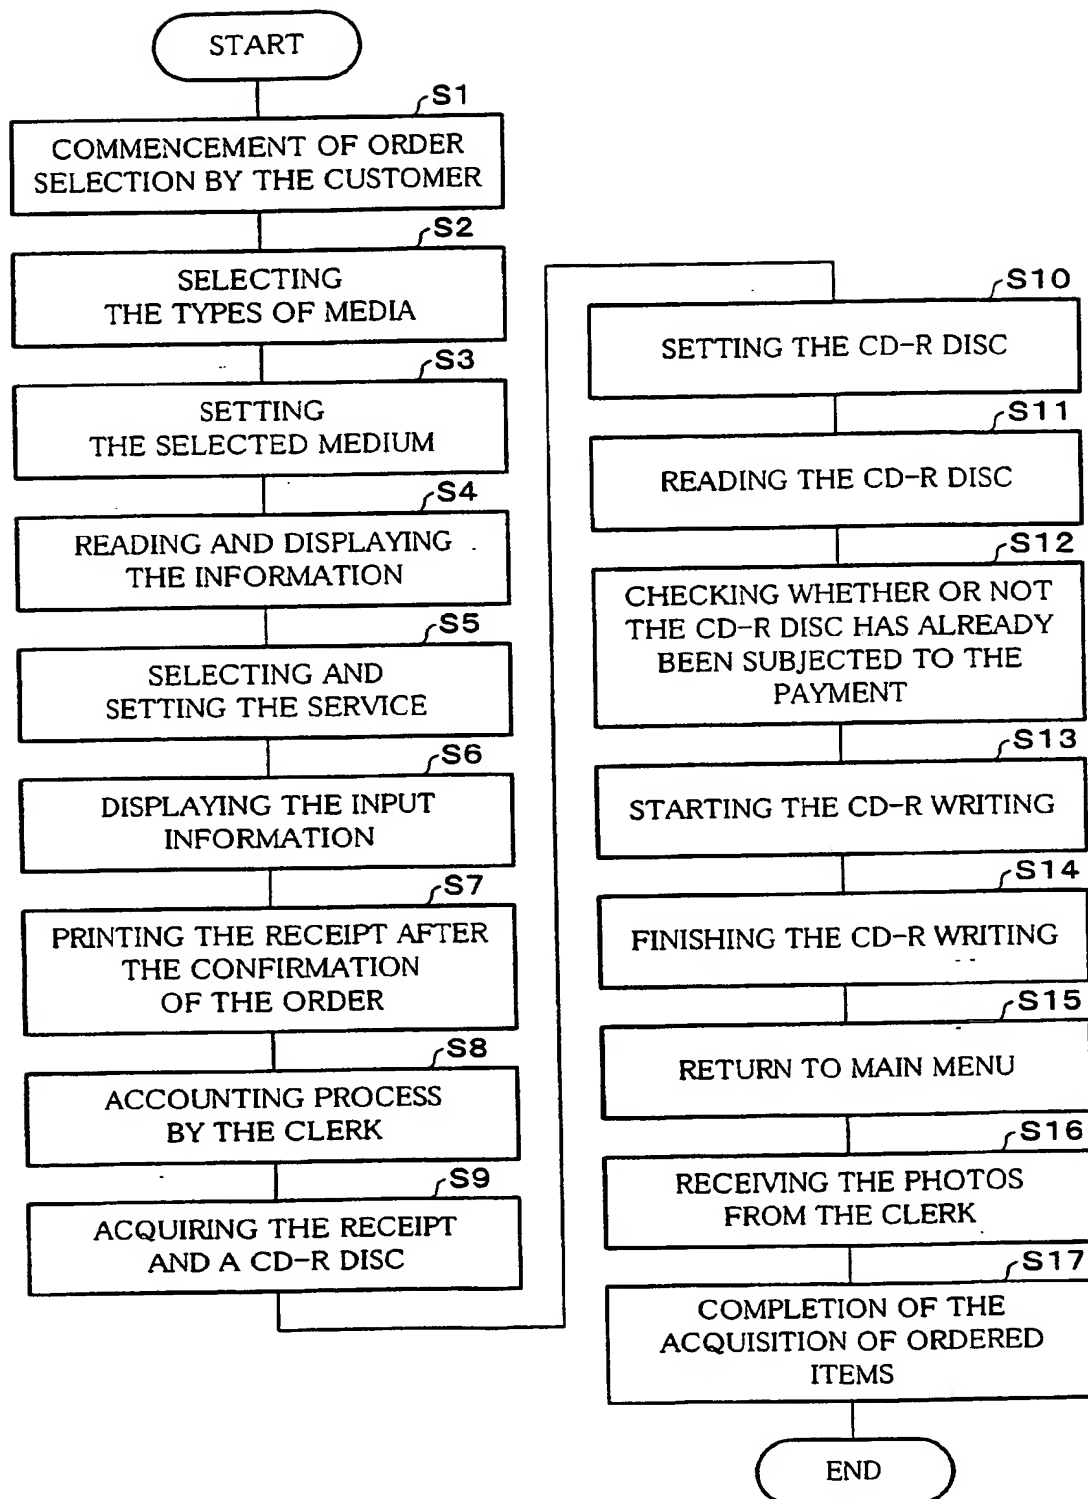 START
S1
COMMENCEMENT OF ORDER
SELECTION BY THE CUSTOMER
S2
SELECTING
THE TYPES OF MEDIA
S3
SETTING
THE SELECTED MEDIUM
S4
READING AND DISPLAYING
THE INFORMATION
S5
SELECTING AND
SETTING THE SERVICE
S6
DISPLAYING THE INPUT
INFORMATION
S7
PRINTING THE RECEIPT AFTER
THE CONFIRMATION
OF THE ORDER
S8
ACCOUNTING PROCESS
BY THE CLERK
S9
ACQUIRING THE RECEIPT
AND A CD-R DISC
S10
SETTING THE CD-R DISC
S11
READING THE CD-R DISC
S12
CHECKING WHETHER OR NOT
THE CD-R DISC HAS ALREADY
BEEN SUBJECTED TO THE
PAYMENT
S13
STARTING THE CD-R WRITING
S14
FINISHING THE CD-R WRITING
S15
RETURN TO MAIN MENU
S16
RECEIVING THE PHOTOS
FROM THE CLERK
S17
COMPLETION OF THE
ACQUISITION OF ORDERED
ITEMS
END